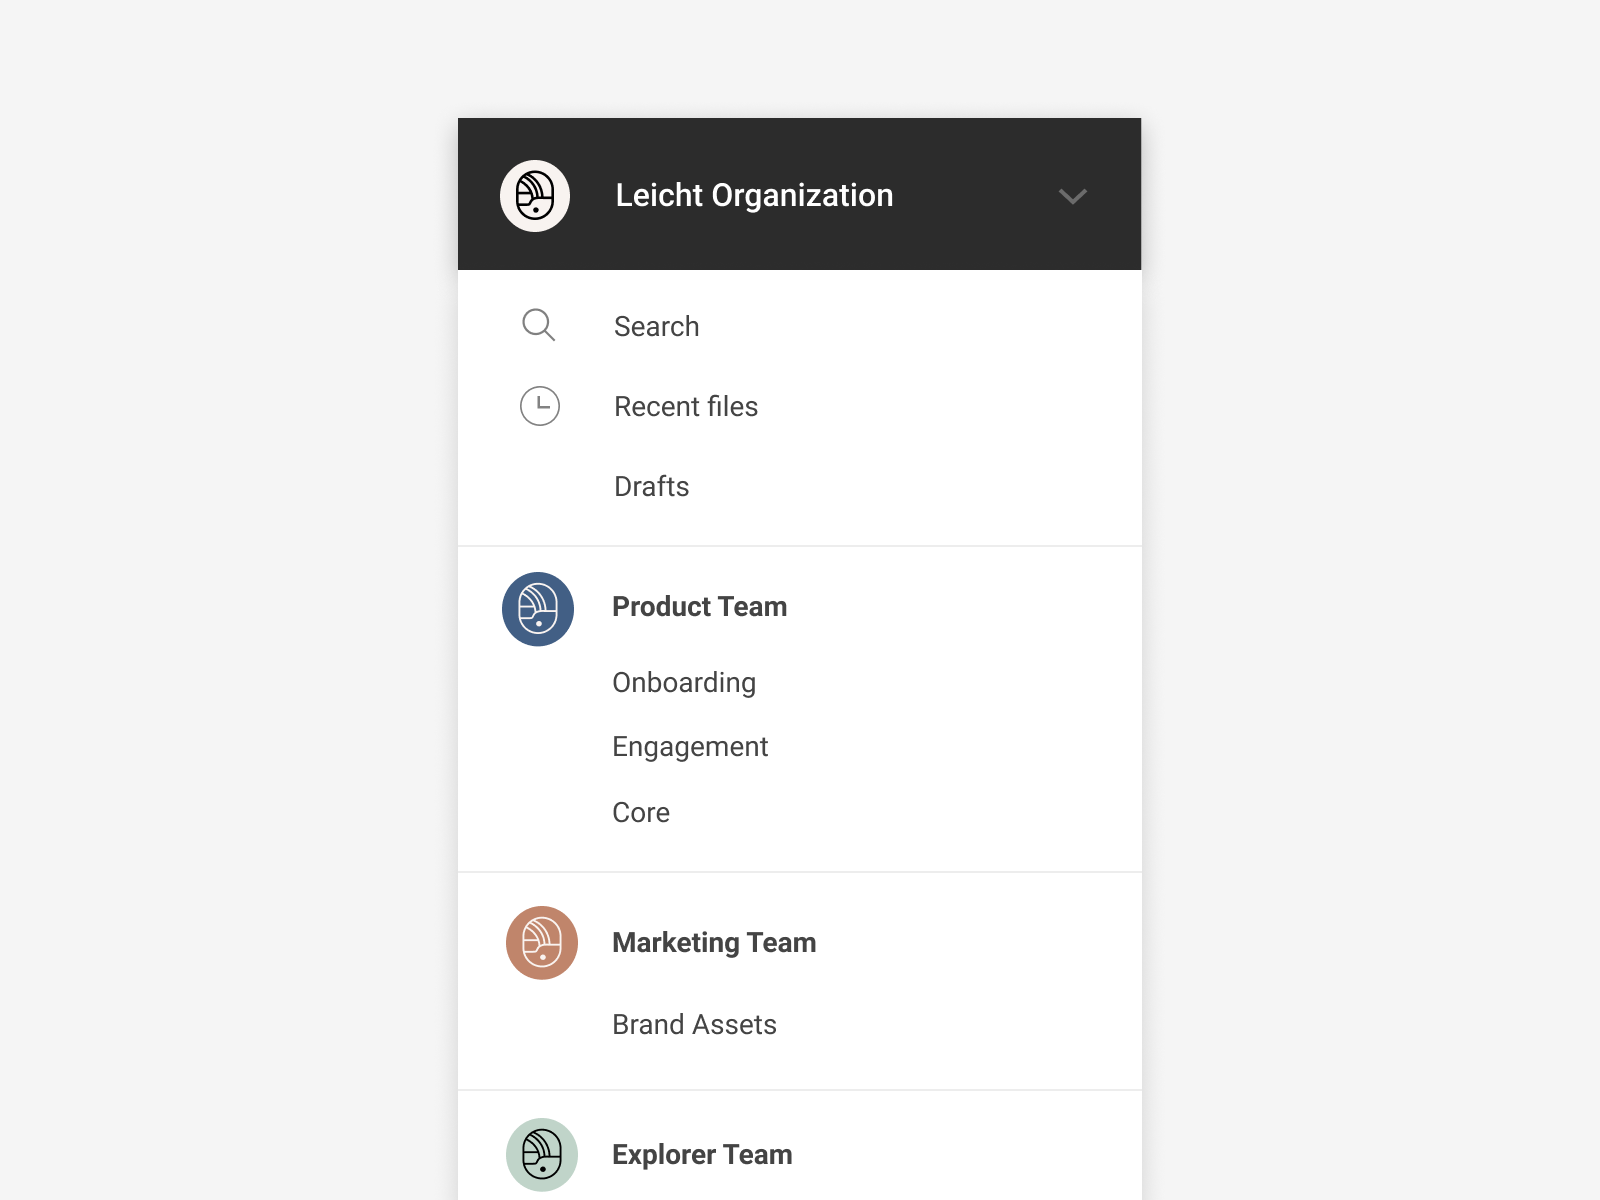 Leicht Organization
Search
Recent files
Drafts
Product Team
Onboarding
Engagement
Core
Marketing Team
Brand Assets
Explorer Team